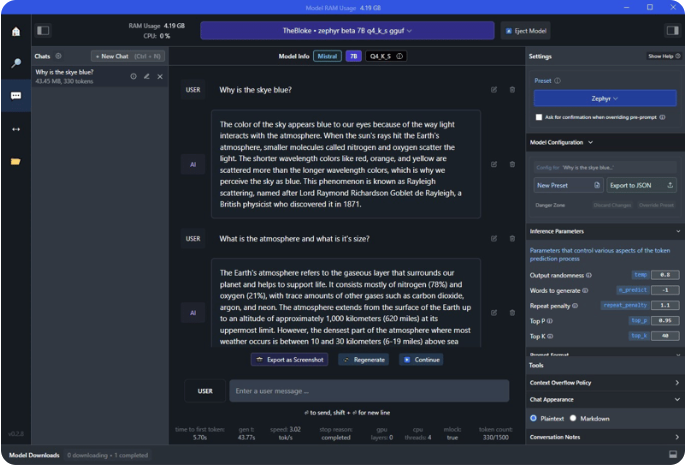 Model RAM Usage 4.19 GB
RAM Usage 4.19 GB
CPU: 0 %
TheBloke • zephyr beta 7B q4_k_s gguf
Eject Model
Chats
+ New Chat (Ctrl + N)
Why is the skye blue?
43.45 MB, 330 tokens
Model Info Mistral 7B Q4_K_S
USER Why is the skye blue?
AI
The color of the sky appears blue to our eyes because of the way light
interacts with the atmosphere. When the sun's rays hit the Earth's
atmosphere, smaller molecules called nitrogen and oxygen scatter the
light. The shorter wavelength colors like red, orange, and yellow are
scattered more than the longer wavelength colors, which is why we
perceive the sky as blue. This phenomenon is known as Rayleigh
scattering, named after Lord Raymond Richardson Goblet de Rayleigh, a
British physicist who discovered it in 1871.
USER What is the atmosphere and what is it's size?
AI
The Earth's atmosphere refers to the gaseous layer that surrounds our
planet and helps to support life. It consists mostly of nitrogen (78%) and
oxygen (21%), with trace amounts of other gases such as carbon dioxide,
argon, and neon. The atmosphere extends from the surface of the Earth up
to an altitude of approximately 1,000 kilometers (620 miles) at its
uppermost limit. However, the densest part of the atmosphere where most
weather occurs is between 10 and 30 kilometers (6-19 miles) above sea
Export as Screenshot Regenerate Continue
USER Enter a user message ...
⏎ to send, shift + ⏎ for new line
time to first token: 5.70s
gen t: 43.77s
speed: 3.02 tok/s
stop reason: completed
gpu layers: 0
cpu threads: 4
mlock: true
token count: 330/1500
Settings
Show Help
Preset
Zephyr
Ask for confirmation when overriding pre-prompt
Model Configuration
Config for: 'Why is the skye blue...'
New Preset Export to JSON
Danger Zone Discard Changes Override Preset
Inference Parameters
Parameters that control various aspects of the token
prediction process
Output randomness temp 0.8
Words to generate n_predict -1
Repeat penalty repeat_penalty 1.1
Top P top_p 0.95
Top K top_k 40
Prompt Format
Tools
Context Overflow Policy
Chat Appearance
Plaintext Markdown
Conversation Notes
v0.2.8
Model Downloads 0 downloading • 1 completed